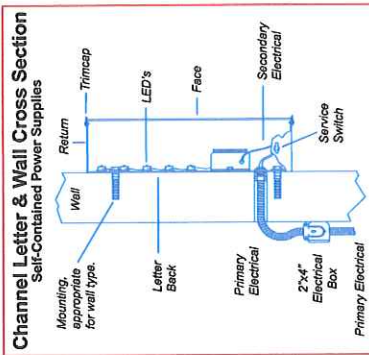 Channel Letter & Wall Cross Section
Self-Contained Power Supplies
Return
Trimcap
Wall
LED's
Mounting,
appropriate
for wall type.
Face
Letter
Back
Secondary
Electrical
Primary
Electrical
Service
Switch
2"x4"
Electrical
Box
Primary Electrical